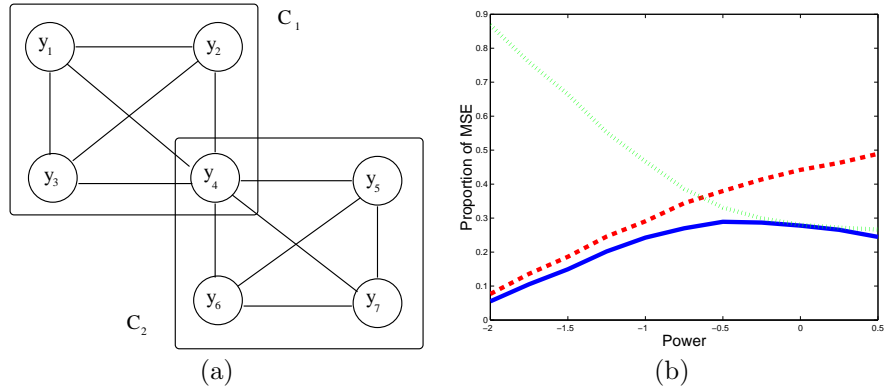 C₁
y₁ y₂
y₃ y₄ y₅
y₆ y₇
C₂
(a)
Proportion of MSE
0.9
0.8
0.7
0.6
0.5
0.4
0.3
0.2
0.1
0
-2 -1.5 -1 -0.5 0 0.5
Power
(b)